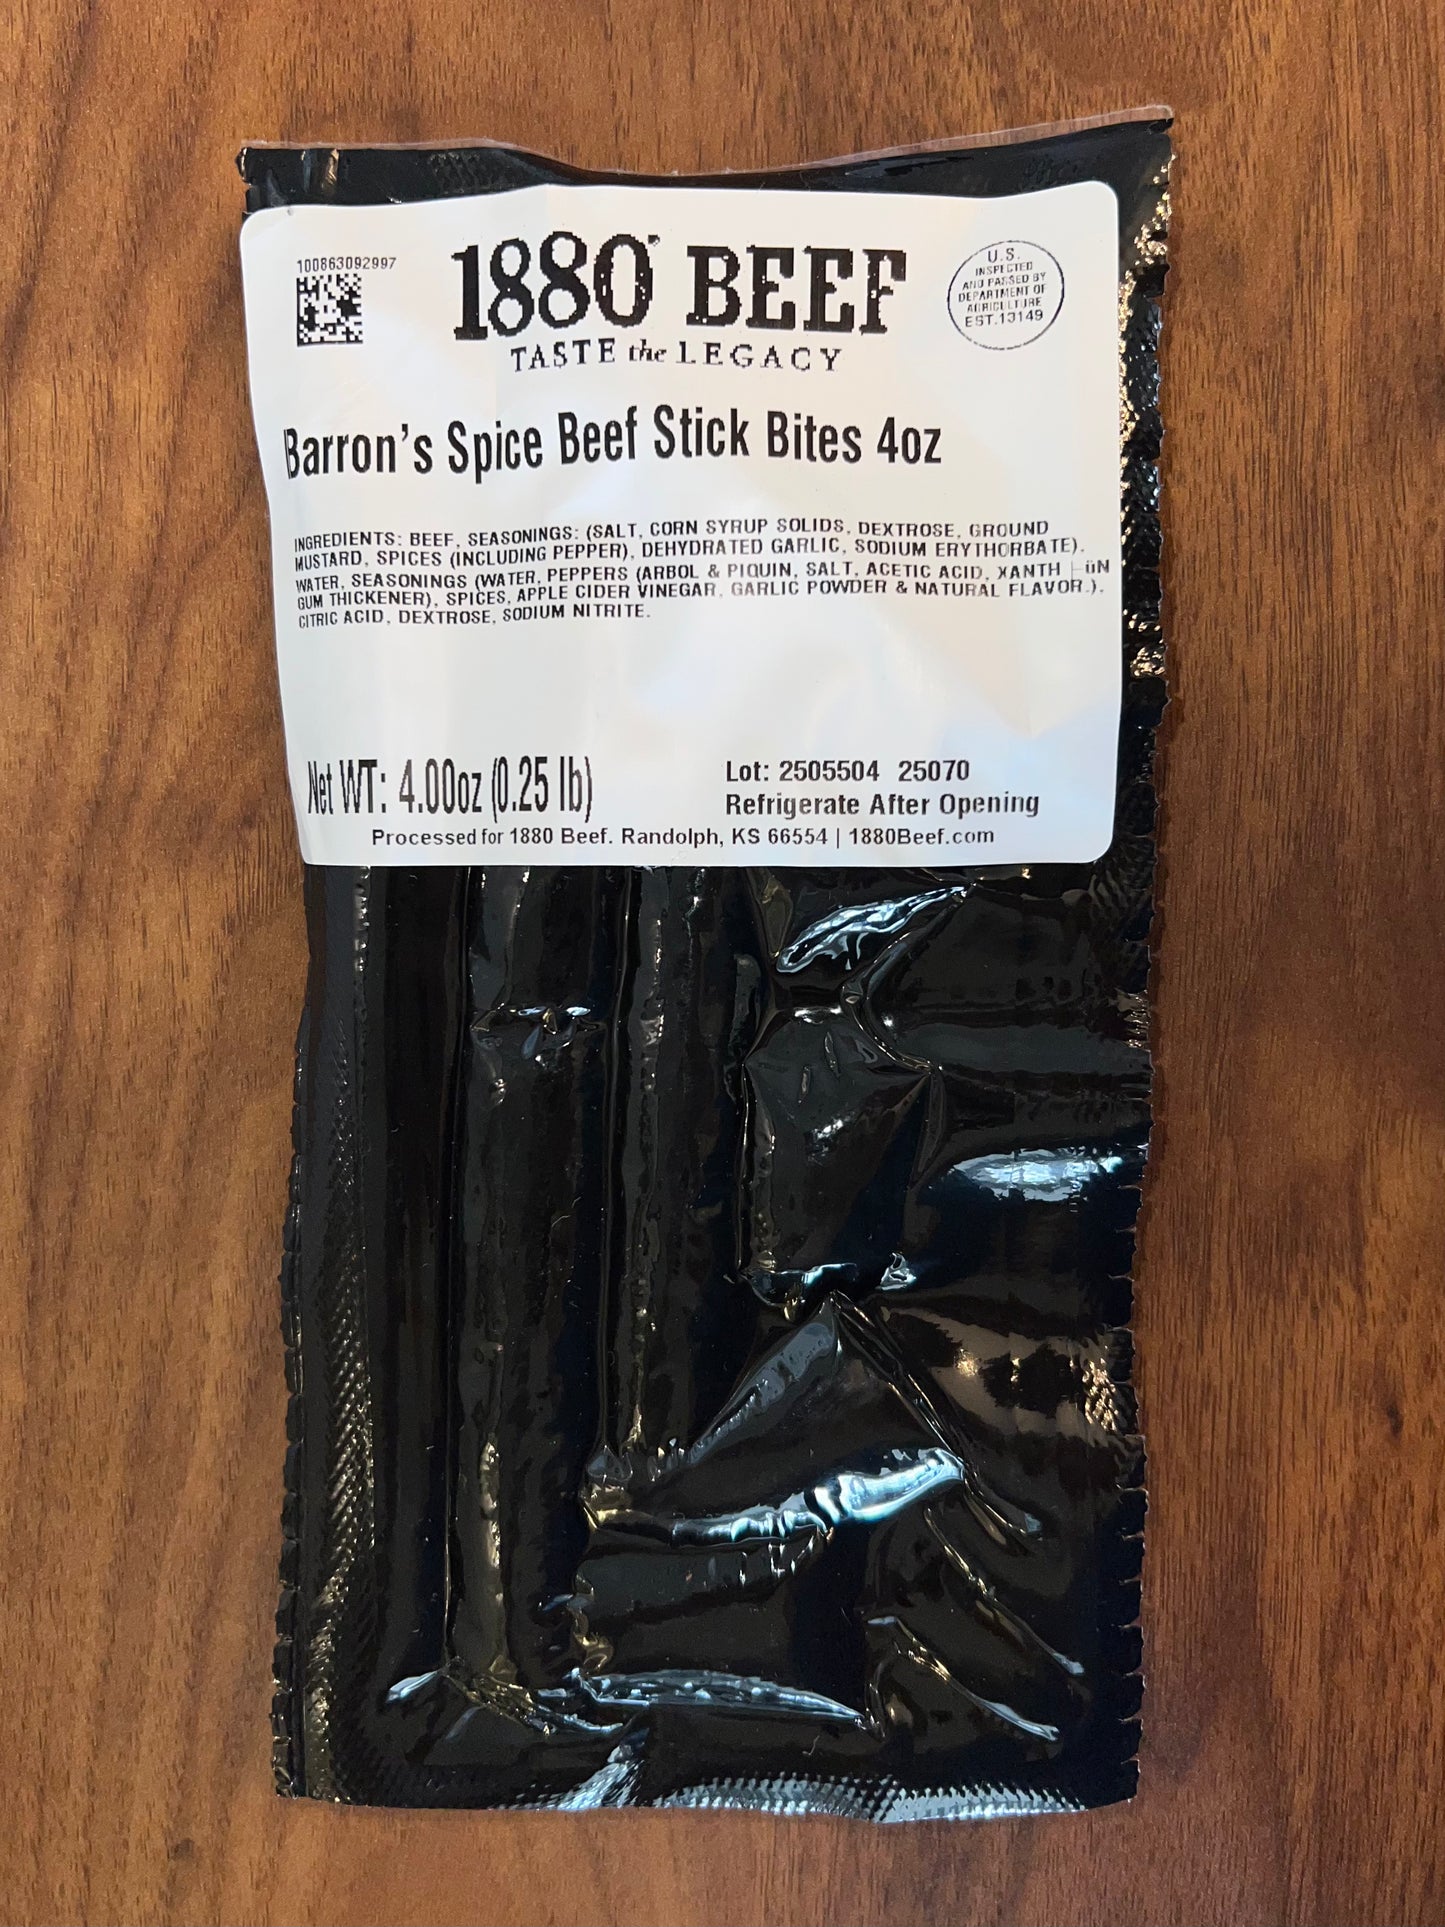 100863092997
1880 BEEF
TASTE the LEGACY
U.S.
INSPECTED
AND PASSED BY
DEPARTMENT OF
AGRICULTURE
EST.13149
Barron's Spice Beef Stick Bites 4oz
INGREDIENTS: BEEF, SEASONINGS: (SALT, CORN SYRUP SOLIDS, DEXTROSE, GROUND
MUSTARD, SPICES (INCLUDING PEPPER), DEHYDRATED GARLIC, SODIUM ERYTHORBATE),
WATER, SEASONINGS (WATER, PEPPERS (ARBOL & PIQUIN, SALT, ACETIC ACID, XANTH
GUM THICKENER), SPICES, APPLE CIDER VINEGAR, GARLIC POWDER & NATURAL FLAVOR.),
CITRIC ACID, DEXTROSE, SODIUM NITRITE.
Net WT: 4.00oz (0.25 lb)
Lot: 2505504 25070
Refrigerate After Opening
Processed for 1880 Beef. Randolph, KS 66554 | 1880Beef.com